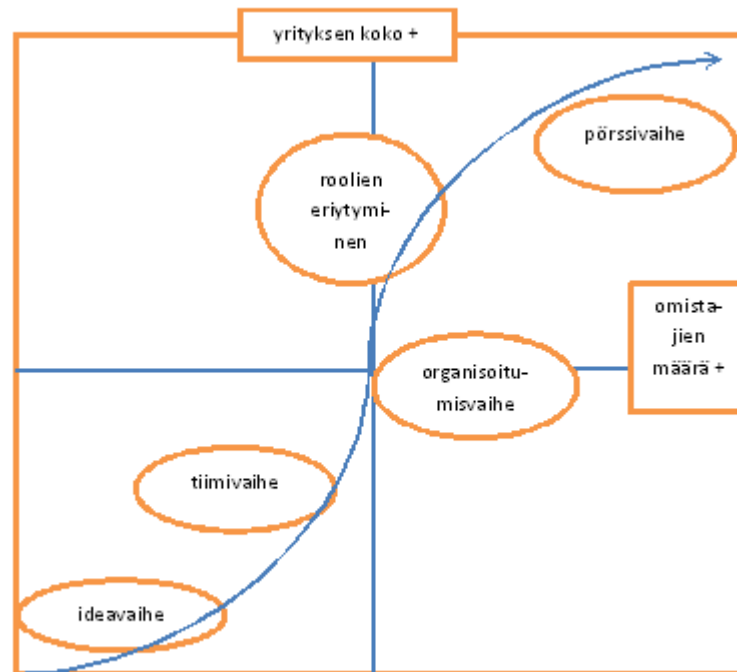 yrityksen koko +
pörssivaihe
roolien
eriytymi-
nen
omista-
jien
määrä +
organisoitu-
misvaihe
tiimivaihe
ideavaihe